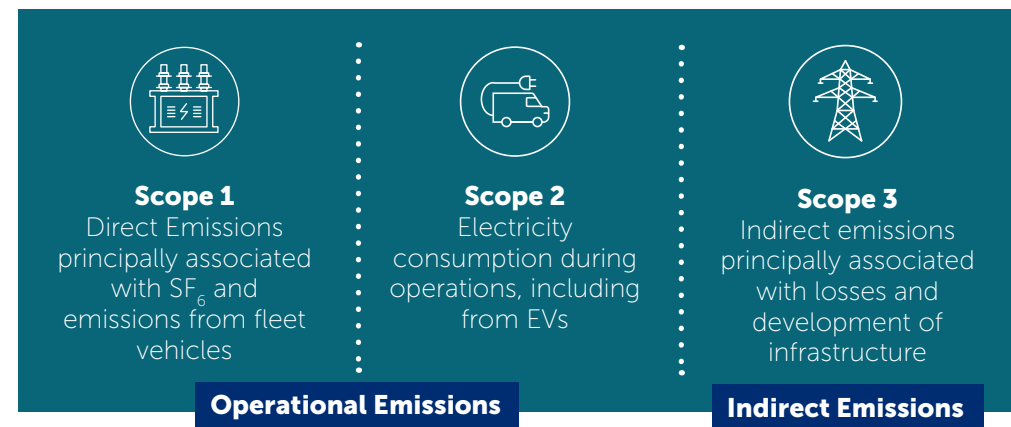 Scope 1
Direct Emissions
principally associated
with SF₆ and
emissions from fleet
vehicles
Scope 2
Electricity
consumption during
operations, including
from EVs
Scope 3
Indirect emissions
principally associated
with losses and
development of
infrastructure
Operational Emissions
Indirect Emissions